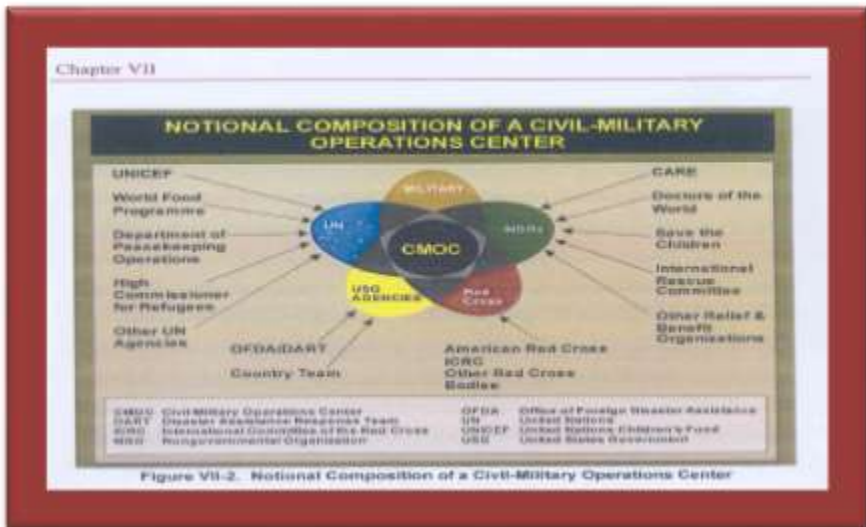 Chapter VII
NOTIONAL COMPOSITION OF A CIVIL-MILITARY
OPERATIONS CENTER
UNICEF
World Food
Programme
Department of
Peacekeeping
Operations
High
Commissioner
for Refugees
Other UN
Agencies
MILITARY
UN
NGOs
CMOC
USG
AGENCIES
Red
Cross
CARE
Doctors of the
World
Save the
Children
International
Rescue
Committee
Other Relief &
Benefit
Organizations
OFDA/DART
Country Team
American Red Cross
ICRC
Other Red Cross
Bodies
CMOC Civil-Military Operations Center
DART Disaster Assistance Response Team
ICRC International Committee of the Red Cross
NGO Nongovernmental Organization
OFDA Office of Foreign Disaster Assistance
UN United Nations
UNICEF United Nations Children's Fund
USG United States Government
Figure VII-2. Notional Composition of a Civil-Military Operations Center